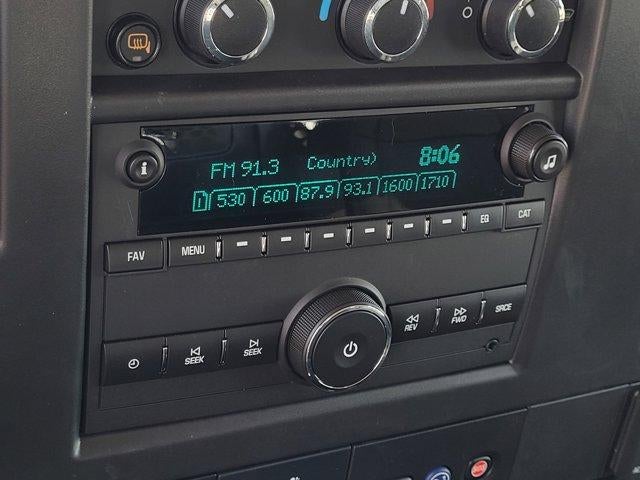 FM 91.3 Country) 8:06
1 530 600 87.9 93.1 1600 1710
FAV MENU EQ CAT
SEEK SEEK REV FWD SRCE